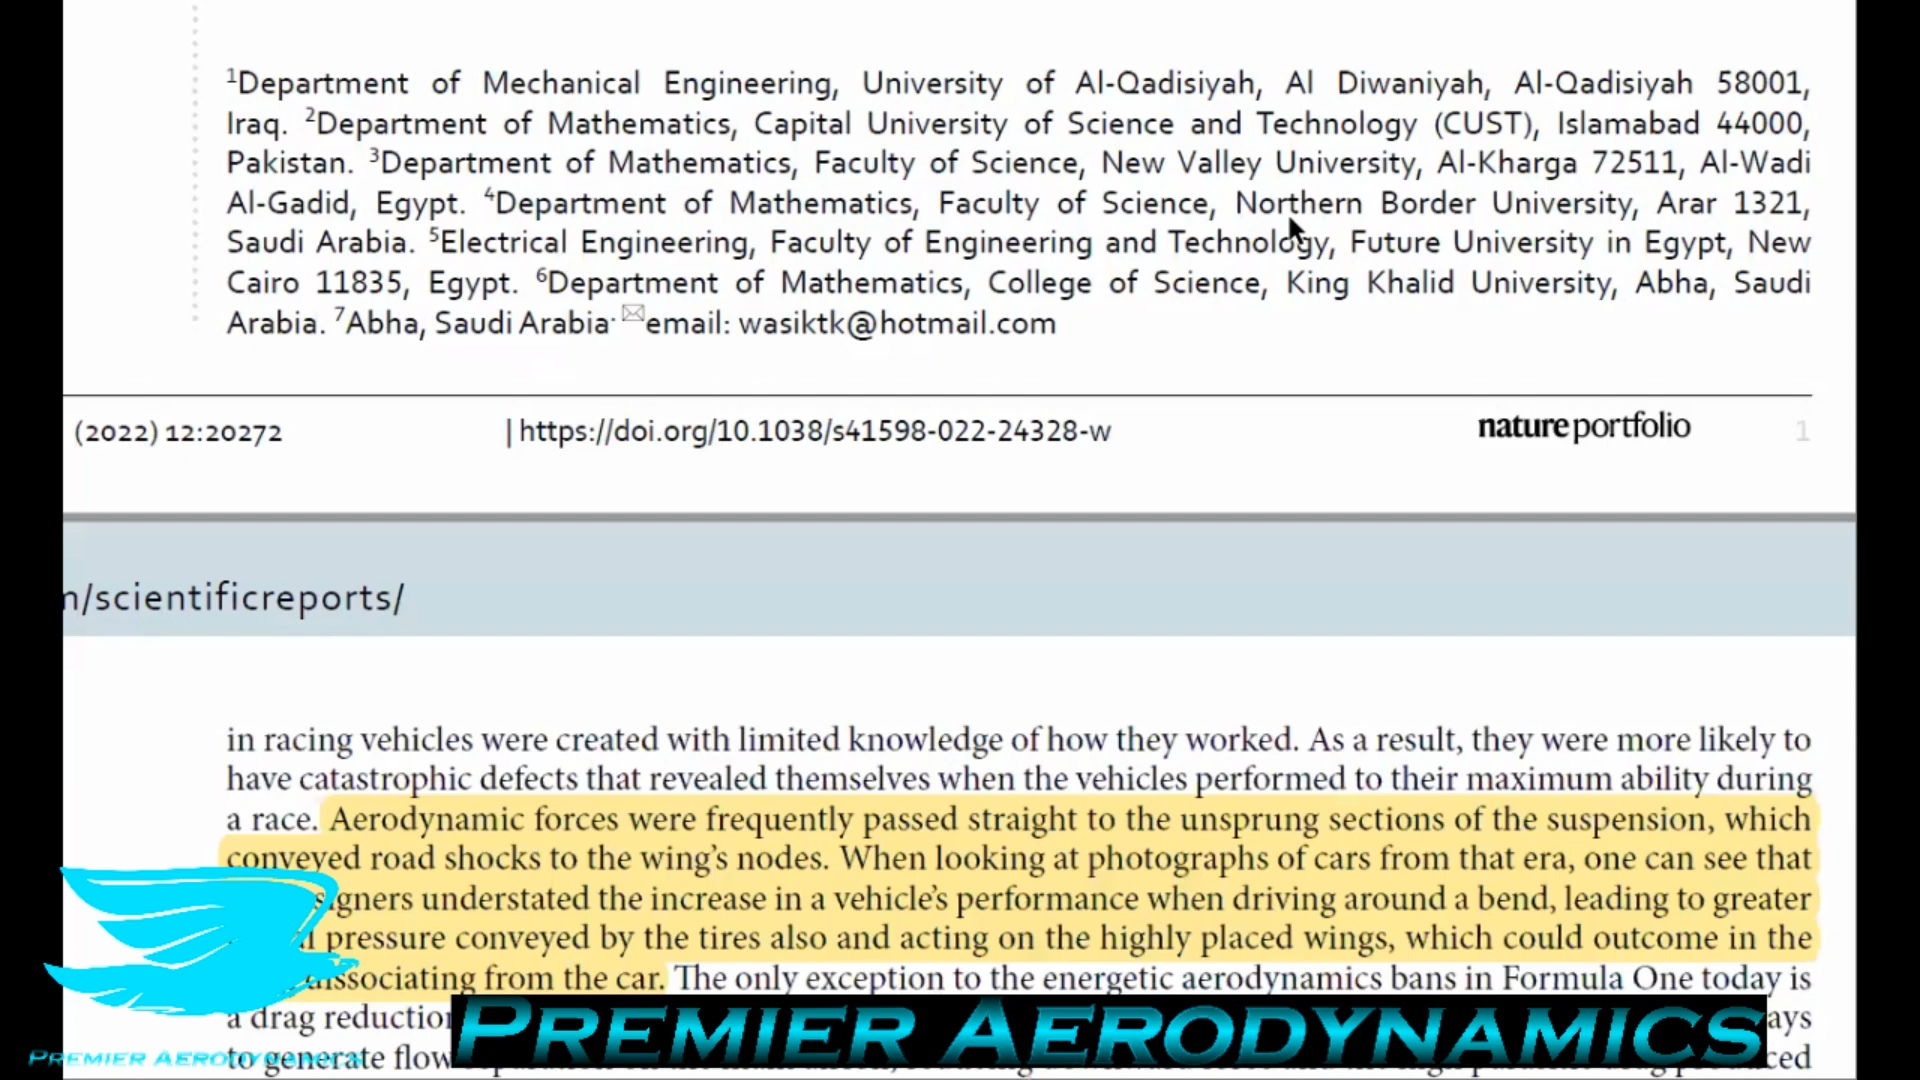 ¹Department of Mechanical Engineering, University of Al-Qadisiyah, Al Diwaniyah, Al-Qadisiyah 58001,
Iraq. ²Department of Mathematics, Capital University of Science and Technology (CUST), Islamabad 44000,
Pakistan. ³Department of Mathematics, Faculty of Science, New Valley University, Al-Kharga 72511, Al-Wadi
Al-Gadid, Egypt. ⁴Department of Mathematics, Faculty of Science, Northern Border University, Arar 1321,
Saudi Arabia. ⁵Electrical Engineering, Faculty of Engineering and Technology, Future University in Egypt, New
Cairo 11835, Egypt. ⁶Department of Mathematics, College of Science, King Khalid University, Abha, Saudi
Arabia. ⁷Abha, Saudi Arabia. email: wasiktk@hotmail.com
(2022) 12:20272 | https://doi.org/10.1038/s41598-022-24328-w natureportfolio 1
/scientificreports/
in racing vehicles were created with limited knowledge of how they worked. As a result, they were more likely to
have catastrophic defects that revealed themselves when the vehicles performed to their maximum ability during
a race. Aerodynamic forces were frequently passed straight to the unsprung sections of the suspension, which
conveyed road shocks to the wing's nodes. When looking at photographs of cars from that era, one can see that
signers understated the increase in a vehicle's performance when driving around a bend, leading to greater
pressure conveyed by the tires also and acting on the highly placed wings, which could outcome in the
issociating from the car. The only exception to the energetic aerodynamics bans in Formula One today is
a drag reduction ays
to generate flow ced
PREMIER AERODYNAMICS
PREMIER AERODYNAMICS